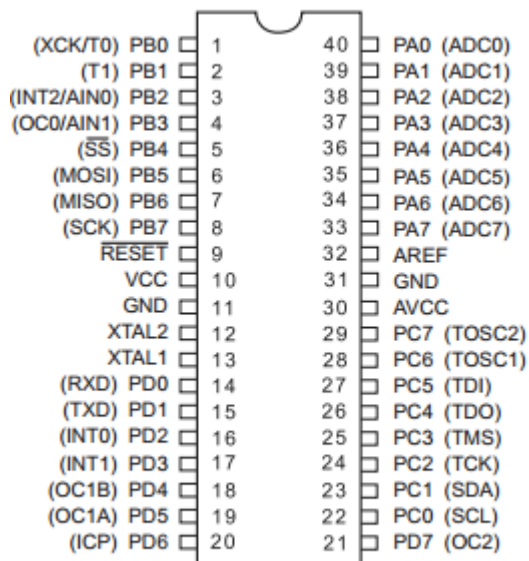 (XCK/T0) PB0 1 40 PA0 (ADC0)
(T1) PB1 2 39 PA1 (ADC1)
(INT2/AIN0) PB2 3 38 PA2 (ADC2)
(OC0/AIN1) PB3 4 37 PA3 (ADC3)
(S̅S̅) PB4 5 36 PA4 (ADC4)
(MOSI) PB5 6 35 PA5 (ADC5)
(MISO) PB6 7 34 PA6 (ADC6)
(SCK) PB7 8 33 PA7 (ADC7)
R̅E̅S̅E̅T̅ 9 32 AREF
VCC 10 31 GND
GND 11 30 AVCC
XTAL2 12 29 PC7 (TOSC2)
XTAL1 13 28 PC6 (TOSC1)
(RXD) PD0 14 27 PC5 (TDI)
(TXD) PD1 15 26 PC4 (TDO)
(INT0) PD2 16 25 PC3 (TMS)
(INT1) PD3 17 24 PC2 (TCK)
(OC1B) PD4 18 23 PC1 (SDA)
(OC1A) PD5 19 22 PC0 (SCL)
(ICP) PD6 20 21 PD7 (OC2)